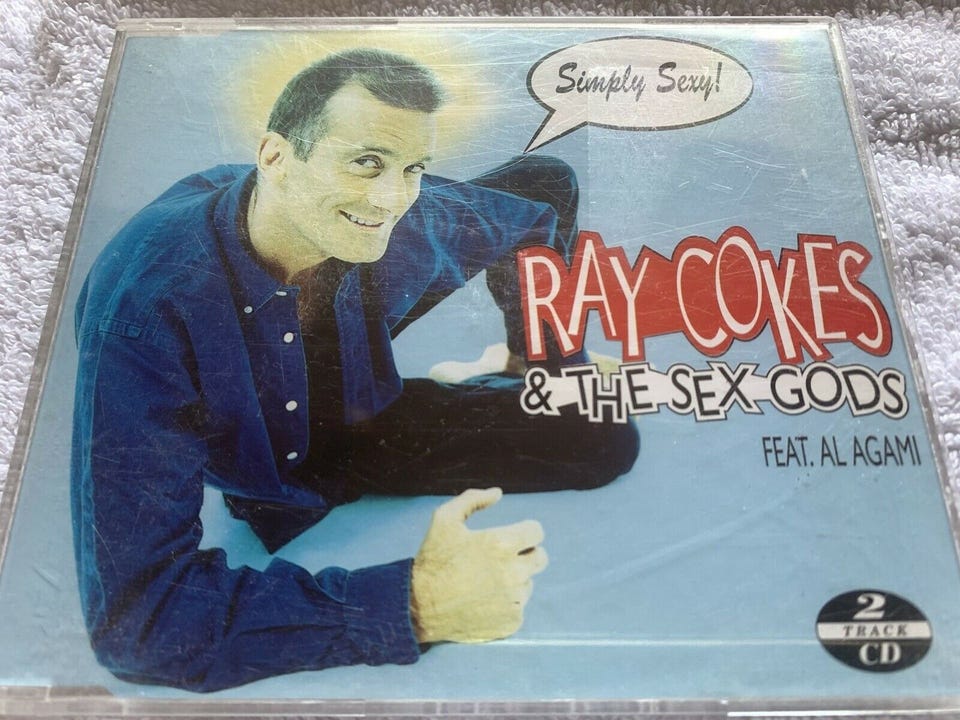 Simply Sexy!
RAY COKES
& THE SEX GODS
FEAT. AL AGAMI
2
TRACK
CD